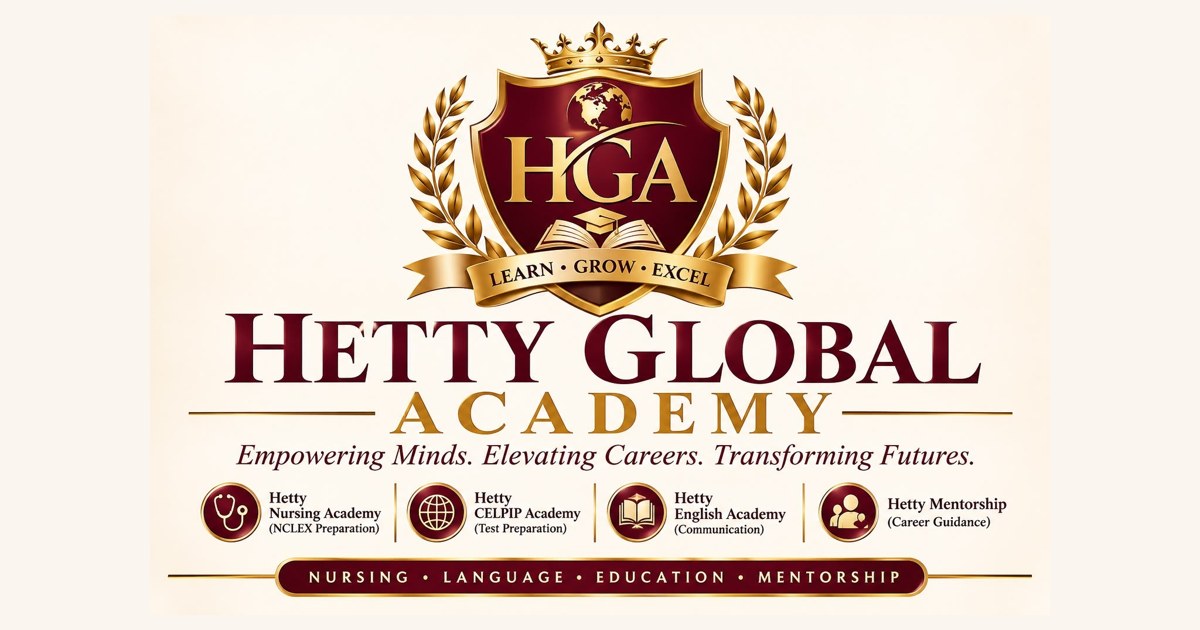 HGA
LEARN • GROW • EXCEL
HETTY GLOBAL
ACADEMY
Empowering Minds. Elevating Careers. Transforming Futures.
Hetty
Nursing Academy
(NCLEX Preparation)
Hetty
CELPIP Academy
(Test Preparation)
Hetty
English Academy
(Communication)
Hetty Mentorship
(Career Guidance)
NURSING • LANGUAGE • EDUCATION • MENTORSHIP